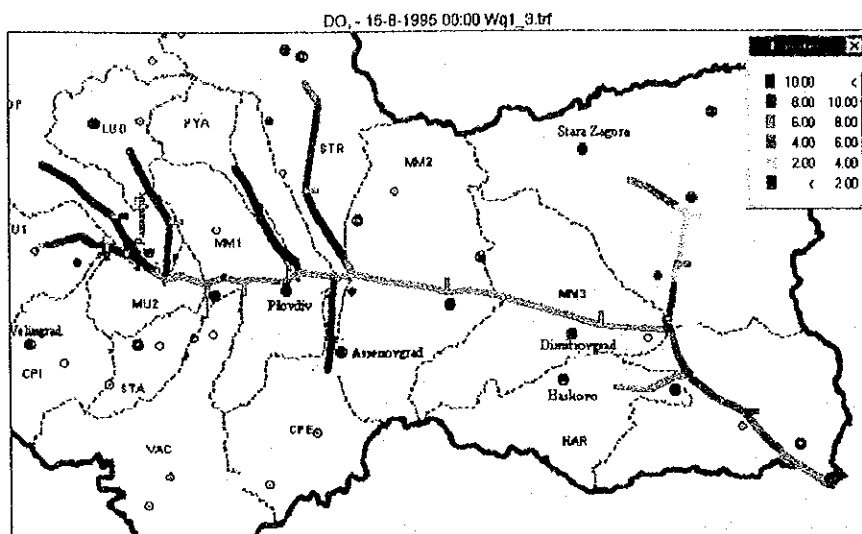 DO, - 15-8-1995 00:00 Wq1_3.trf
10.00 <
8.00 10.00
6.00 8.00
4.00 6.00
2.00 4.00
< 2.00
Stara Zagora
LUD
PYA
STR
MM2
MM1
MU2
MM3
Plovdiv
Velingrad
Assenovgrad
Dimitrovgrad
Haskovo
CPI
STA
CPE
HAR
VAC